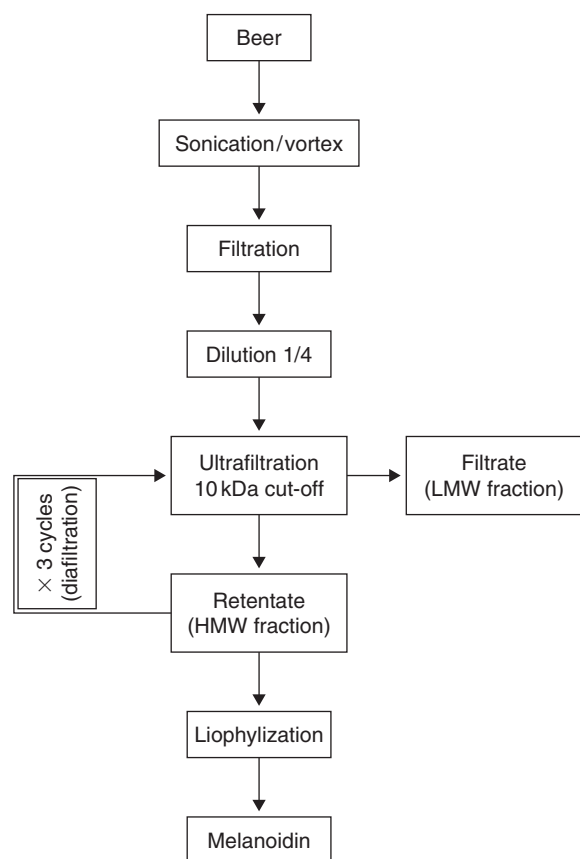 Beer
Sonication/vortex
Filtration
Dilution 1/4
Ultrafiltration
10 kDa cut-off
Filtrate
(LMW fraction)
× 3 cycles
(diafiltration)
Retentate
(HMW fraction)
Liophylization
Melanoidin